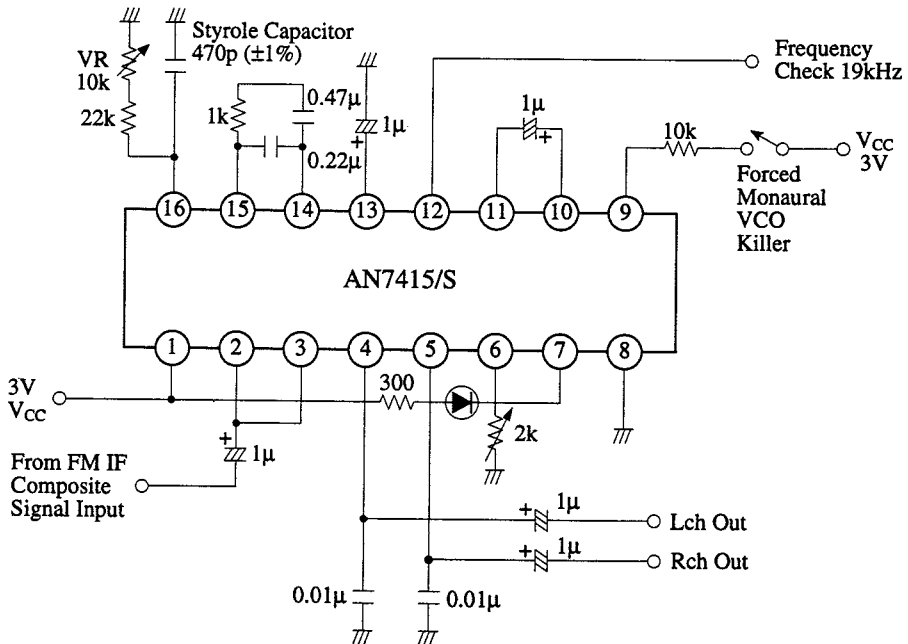 Styrole Capacitor
470p (±1%)
VR
10k
22k
1k
0.47μ
0.22μ
1μ
1μ
Frequency
Check 19kHz
10k
VCC
3V
Forced
Monaural
VCO
Killer
16
15
14
13
12
11
10
9
AN7415/S
1
2
3
4
5
6
7
8
3V
VCC
300
2k
1μ
From FM IF
Composite
Signal Input
1μ
Lch Out
1μ
Rch Out
0.01μ
0.01μ
+
+
+
+
+